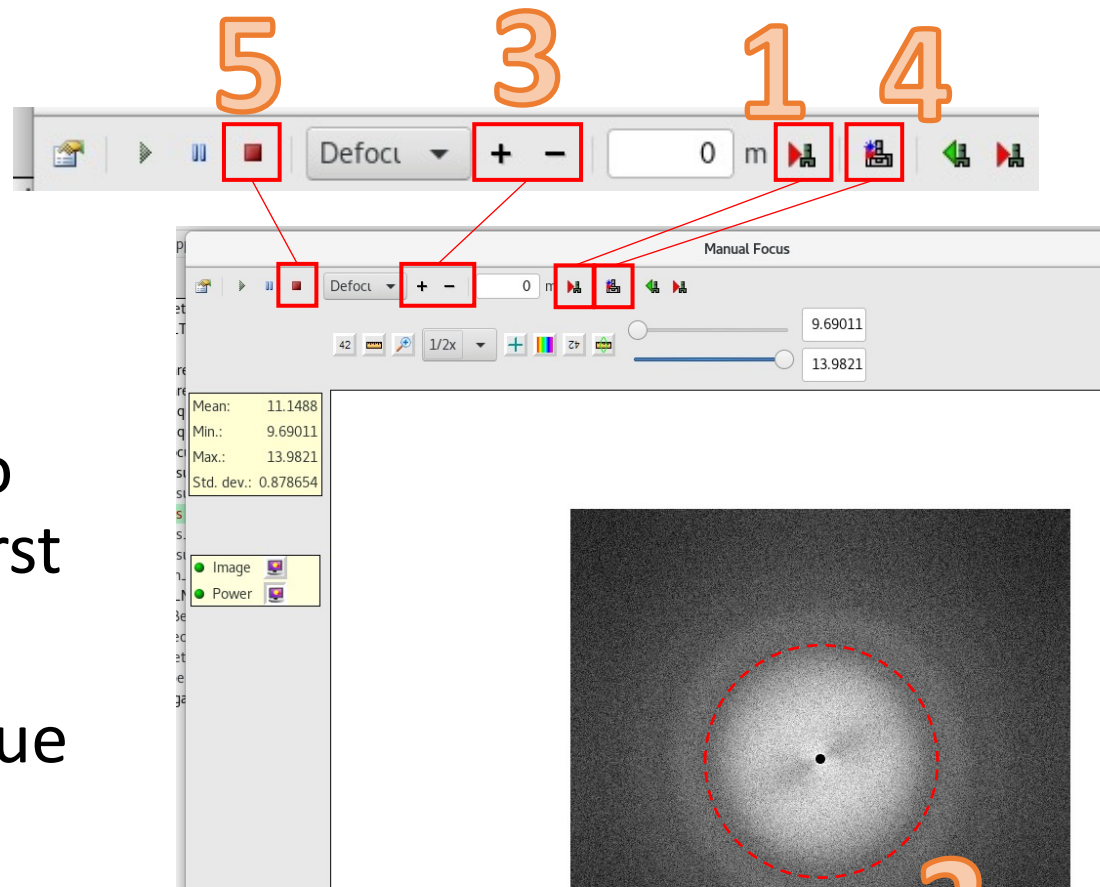 5 3 1 4
Defocu
+ −
0 m
Manual Focus
Defocu + − 0 m
42 1/2x 42
9.69011
13.9821
Mean: 11.1488
Min.: 9.69011
Max.: 13.9821
Std. dev.: 0.878654
Image
Power
rst
ue